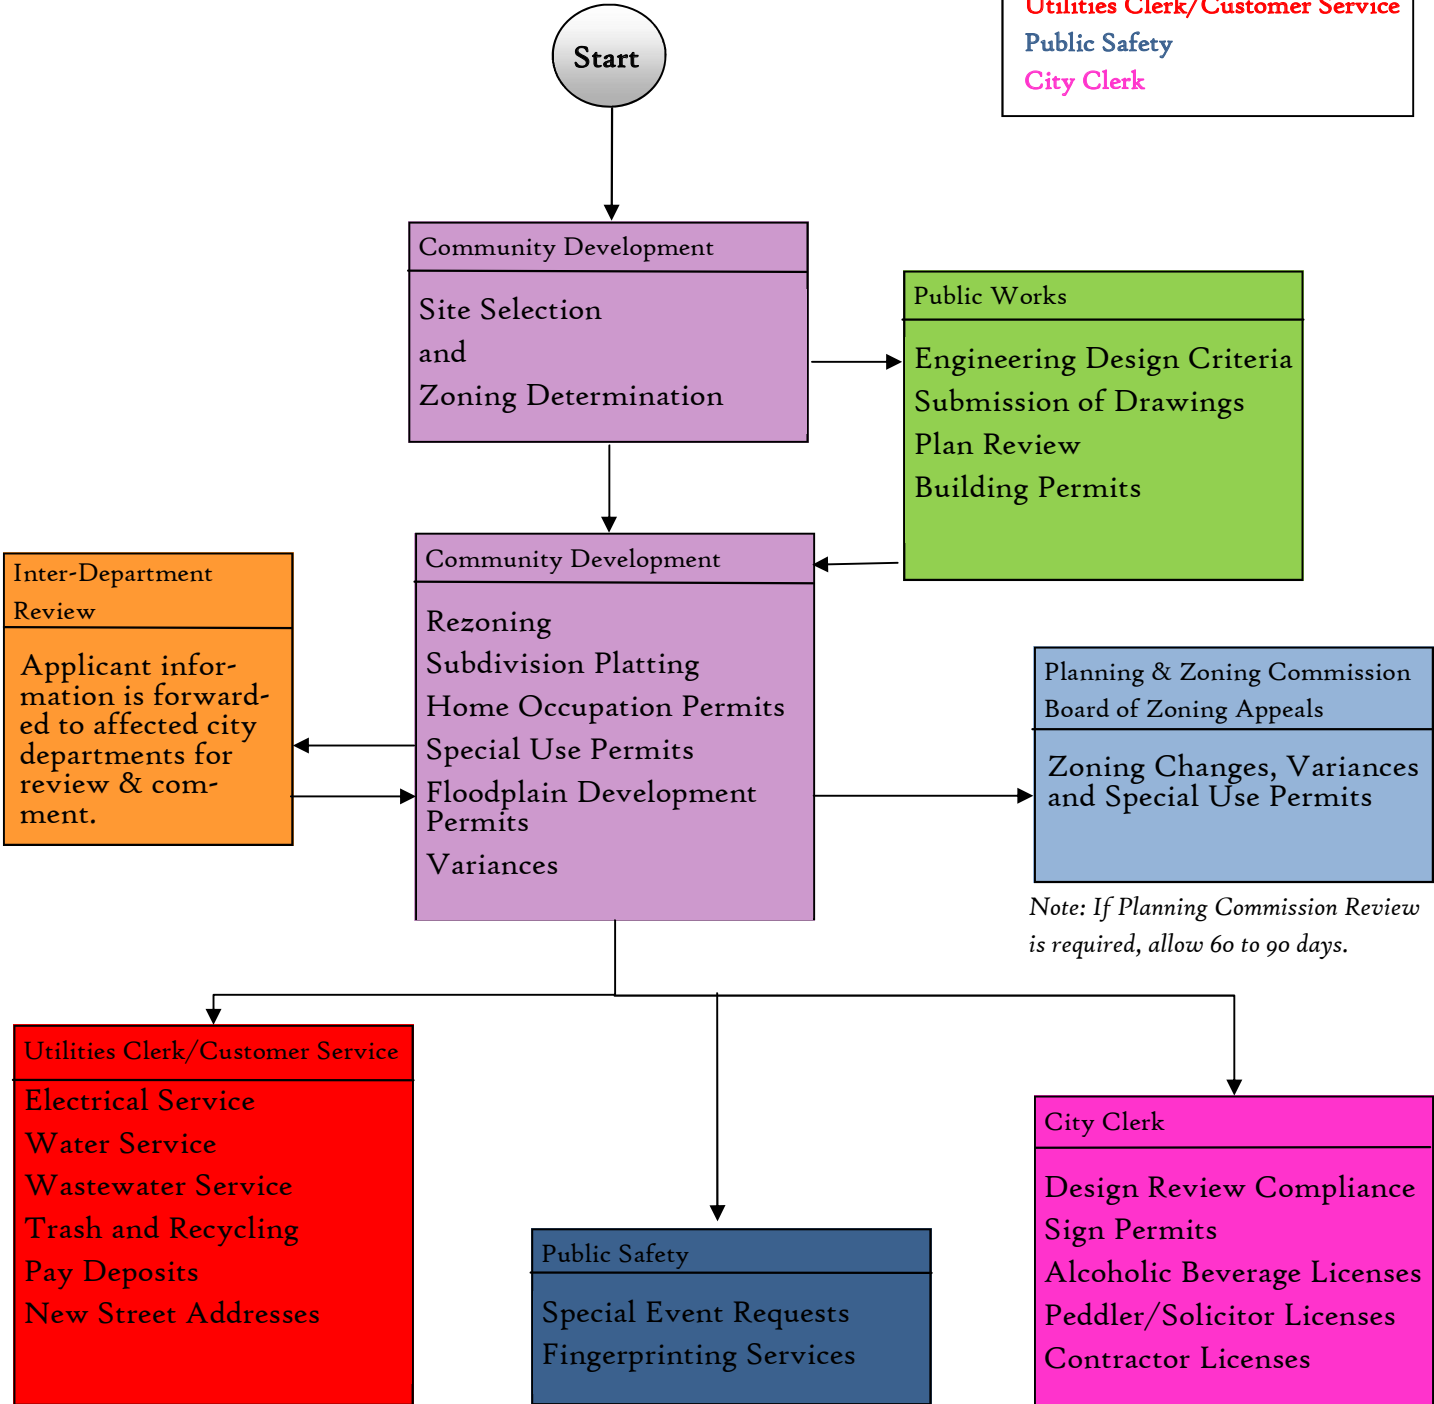 Utilities Clerk/Customer Service
Public Safety
City Clerk
Start
Community Development
Site Selection
and
Zoning Determination
Public Works
Engineering Design Criteria
Submission of Drawings
Plan Review
Building Permits
Inter-Department
Review
Applicant infor-
mation is forward-
ed to affected city
departments for
review & com-
ment.
Community Development
Rezoning
Subdivision Platting
Home Occupation Permits
Special Use Permits
Floodplain Development
Permits
Variances
Planning & Zoning Commission
Board of Zoning Appeals
Zoning Changes, Variances
and Special Use Permits
Note: If Planning Commission Review
is required, allow 60 to 90 days.
Utilities Clerk/Customer Service
Electrical Service
Water Service
Wastewater Service
Trash and Recycling
Pay Deposits
New Street Addresses
Public Safety
Special Event Requests
Fingerprinting Services
City Clerk
Design Review Compliance
Sign Permits
Alcoholic Beverage Licenses
Peddler/Solicitor Licenses
Contractor Licenses